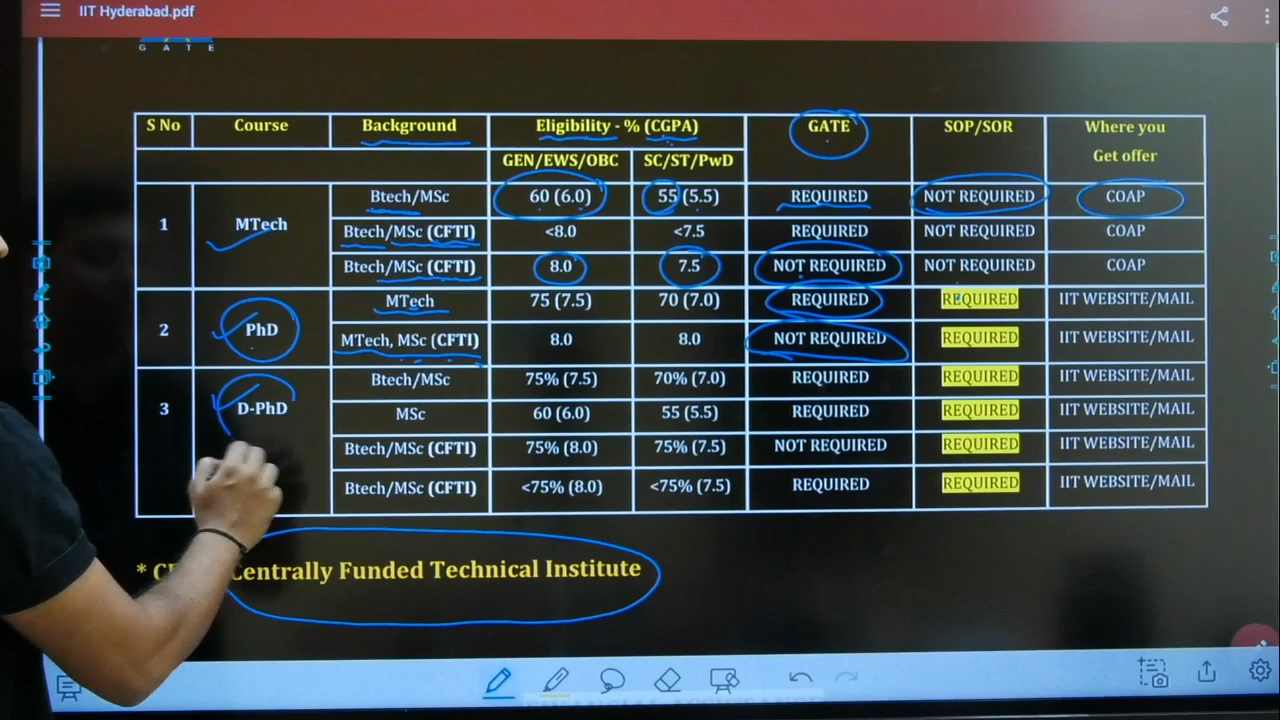 IIT Hyderabad.pdf
G A T E
S No Course Background Eligibility - % (CGPA) GATE SOP/SOR Where you Get offer
GEN/EWS/OBC SC/ST/PwD
1 MTech Btech/MSc 60 (6.0) 55 (5.5) REQUIRED NOT REQUIRED COAP
Btech/MSc (CFTI) <8.0 <7.5 REQUIRED NOT REQUIRED COAP
Btech/MSc (CFTI) 8.0 7.5 NOT REQUIRED NOT REQUIRED COAP
2 PhD MTech 75 (7.5) 70 (7.0) REQUIRED REQUIRED IIT WEBSITE/MAIL
MTech, MSc (CFTI) 8.0 8.0 NOT REQUIRED REQUIRED IIT WEBSITE/MAIL
3 D-PhD Btech/MSc 75% (7.5) 70% (7.0) REQUIRED REQUIRED IIT WEBSITE/MAIL
MSc 60 (6.0) 55 (5.5) REQUIRED REQUIRED IIT WEBSITE/MAIL
Btech/MSc (CFTI) 75% (8.0) 75% (7.5) NOT REQUIRED REQUIRED IIT WEBSITE/MAIL
Btech/MSc (CFTI) <75% (8.0) <75% (7.5) REQUIRED REQUIRED IIT WEBSITE/MAIL
* Centrally Funded Technical Institute